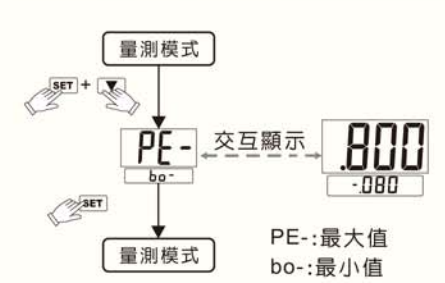 量測模式
SET + ▼
PE-
bo-
交互顯示
.800
-.080
SET
量測模式
PE-:最大值
bo-:最小值